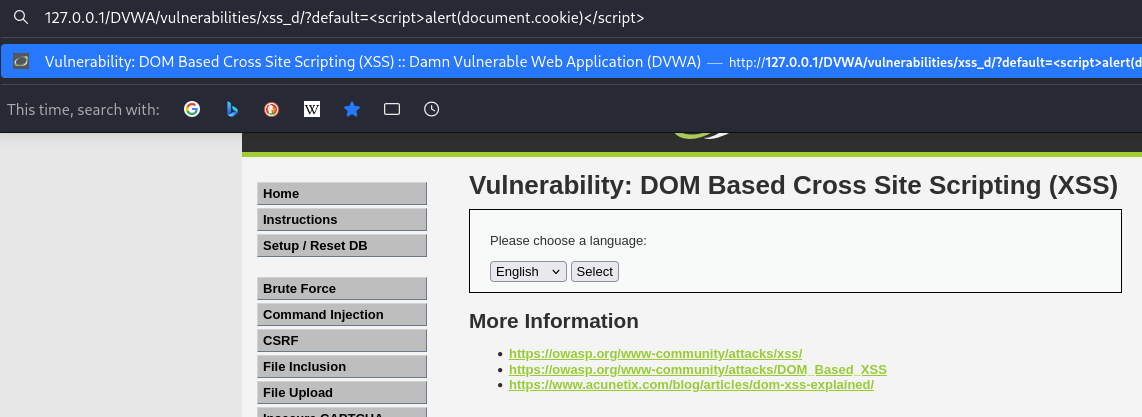 127.0.0.1/DVWA/vulnerabilities/xss_d/?default=<script>alert(document.cookie)</script>
Vulnerability: DOM Based Cross Site Scripting (XSS) :: Damn Vulnerable Web Application (DVWA) — http://127.0.0.1/DVWA/vulnerabilities/xss_d/?default=<script>alert(d
This time, search with:
Vulnerability: DOM Based Cross Site Scripting (XSS)
Home
Instructions
Setup / Reset DB
Brute Force
Command Injection
CSRF
File Inclusion
File Upload
Insecure CAPTCHA
Please choose a language:
English Select
More Information
• https://owasp.org/www-community/attacks/xss/
• https://owasp.org/www-community/attacks/DOM_Based_XSS
• https://www.acunetix.com/blog/articles/dom-xss-explained/